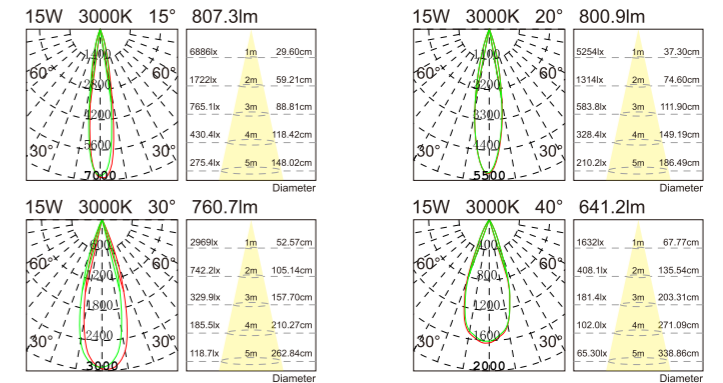 15W 3000K 15° 807.3lm
1400
2800
4200
5600
7000
60° 60°
30° 30°
6886lx 1m 29.60cm
1722lx 2m 59.21cm
765.1lx 3m 88.81cm
430.4lx 4m 118.42cm
275.4lx 5m 148.02cm
Diameter
15W 3000K 20° 800.9lm
1100
2200
3300
4400
5500
60° 60°
30° 30°
5254lx 1m 37.30cm
1314lx 2m 74.60cm
583.8lx 3m 111.90cm
328.4lx 4m 149.19cm
210.2lx 5m 186.49cm
Diameter
15W 3000K 30° 760.7lm
600
1200
1800
2400
3000
60° 60°
30° 30°
2969lx 1m 52.57cm
742.2lx 2m 105.14cm
329.9lx 3m 157.70cm
185.5lx 4m 210.27cm
118.7lx 5m 262.84cm
Diameter
15W 3000K 40° 641.2lm
400
800
1200
1600
2000
60° 60°
30° 30°
1632lx 1m 67.77cm
408.1lx 2m 135.54cm
181.4lx 3m 203.31cm
102.0lx 4m 271.09cm
65.30lx 5m 338.86cm
Diameter